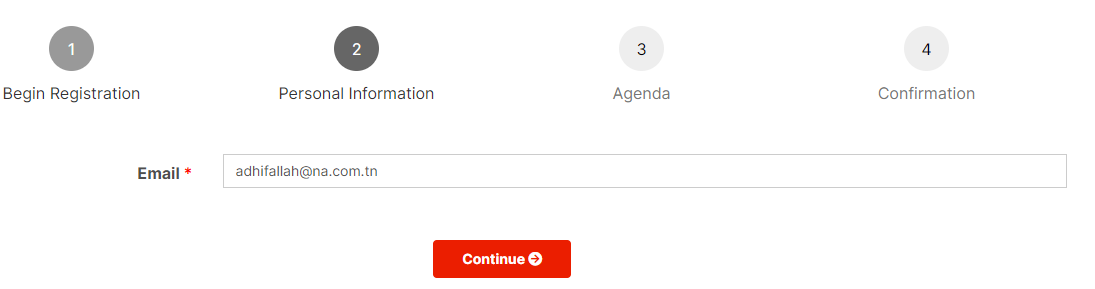 1 2 3 4
Begin Registration Personal Information Agenda Confirmation
Email * adhifallah@na.com.tn
Continue